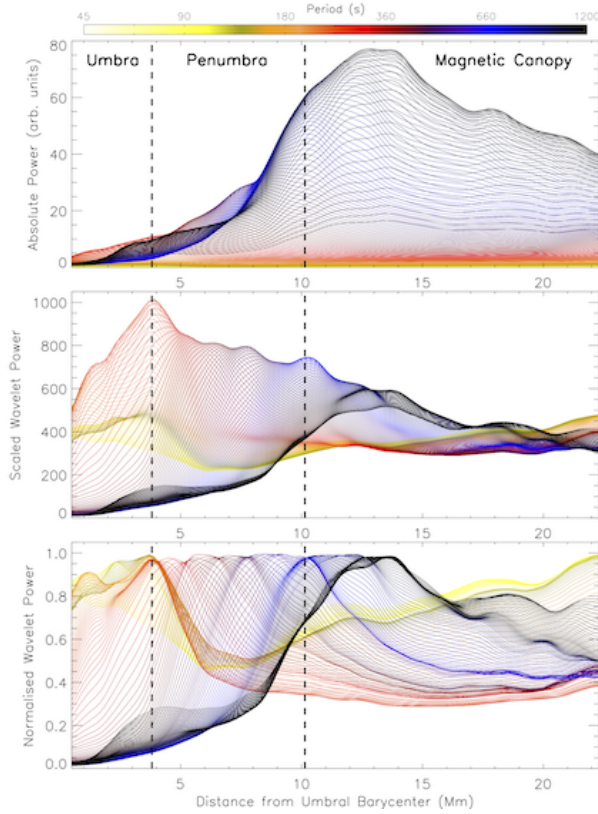 Period (s)
45 90 180 360 660 1200
Umbra Penumbra Magnetic Canopy
Absolute Power (arb. units)
80
60
40
20
0
5 10 15 20
Scaled Wavelet Power
1000
800
600
400
200
0
5 10 15 20
Normalised Wavelet Power
1.0
0.8
0.6
0.4
0.2
0.0
5 10 15 20
Distance from Umbral Barycenter (Mm)